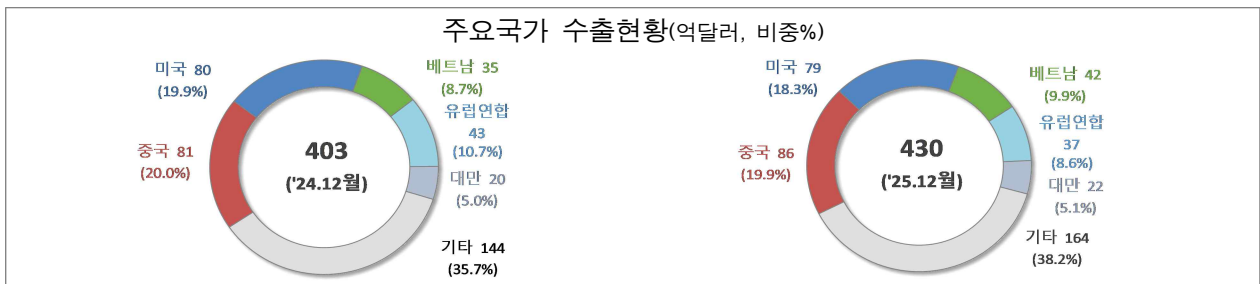 주요국가 수출현황(억달러, 비중%)
미국 80
(19.9%)
베트남 35
(8.7%)
유럽연합
43
(10.7%)
중국 81
(20.0%)
403
('24.12월)
대만 20
(5.0%)
기타 144
(35.7%)
미국 79
(18.3%)
베트남 42
(9.9%)
유럽연합
37
(8.6%)
중국 86
(19.9%)
430
('25.12월)
대만 22
(5.1%)
기타 164
(38.2%)